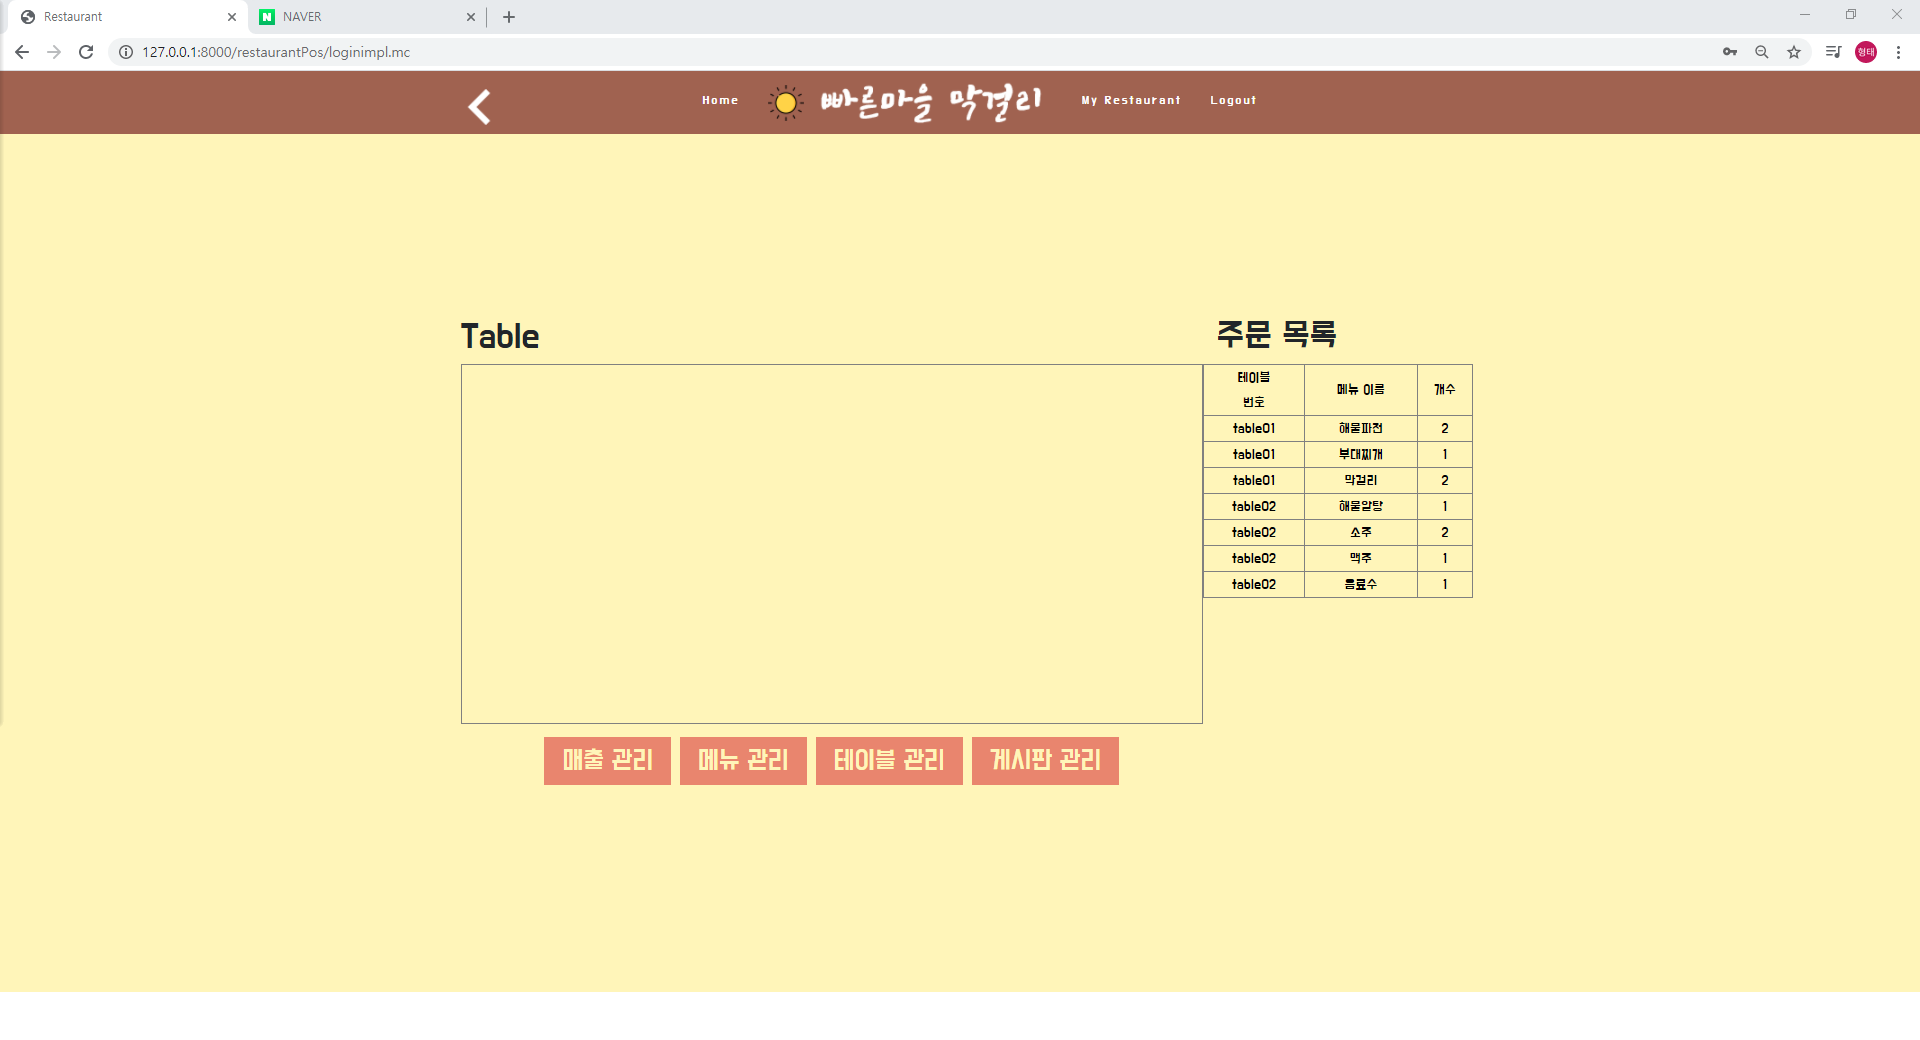 Restaurant
NAVER
127.0.0.1:8000/restaurantPos/loginimpl.mc
형태
Home
빠른마을 막걸리
My Restaurant
Logout
Table
주문 목록
테이블
번호
메뉴 이름
개수
table01 해물파전 2
table01 부대찌개 1
table01 막걸리 2
table02 해물알탕 1
table02 소주 2
table02 맥주 1
table02 음료수 1
매출 관리
메뉴 관리
테이블 관리
게시판 관리